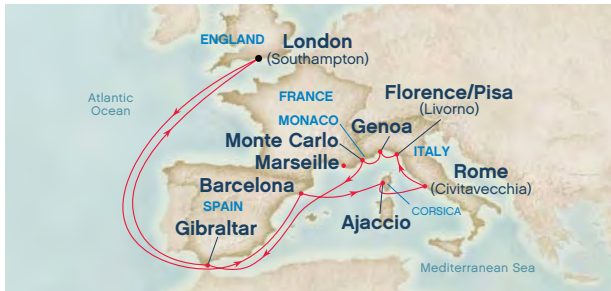 ENGLAND
London
(Southampton)
Atlantic
Ocean
FRANCE
Florence/Pisa
(Livorno)
MONACO
Genoa
Monte Carlo
ITALY
Marseille
Rome
(Civitavecchia)
Barcelona
SPAIN
CORSICA
Ajaccio
Gibraltar
Mediterranean Sea